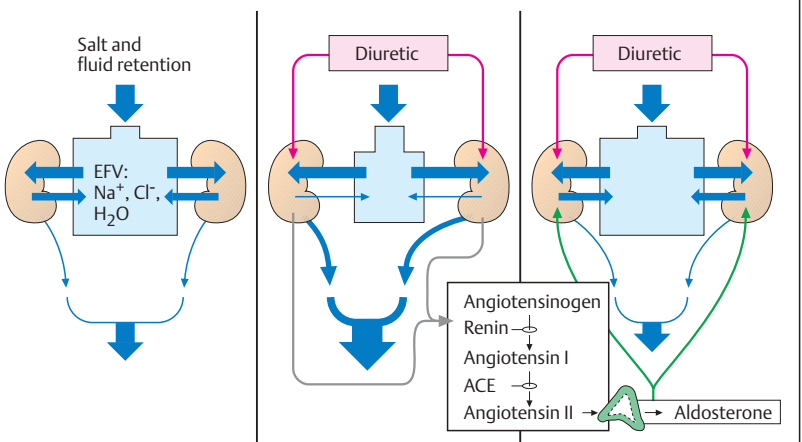 Salt and
fluid retention
EFV:
Na⁺, Cl⁻,
H₂O
Diuretic
Diuretic
Angiotensinogen
Renin
Angiotensin I
ACE
Angiotensin II
Aldosterone